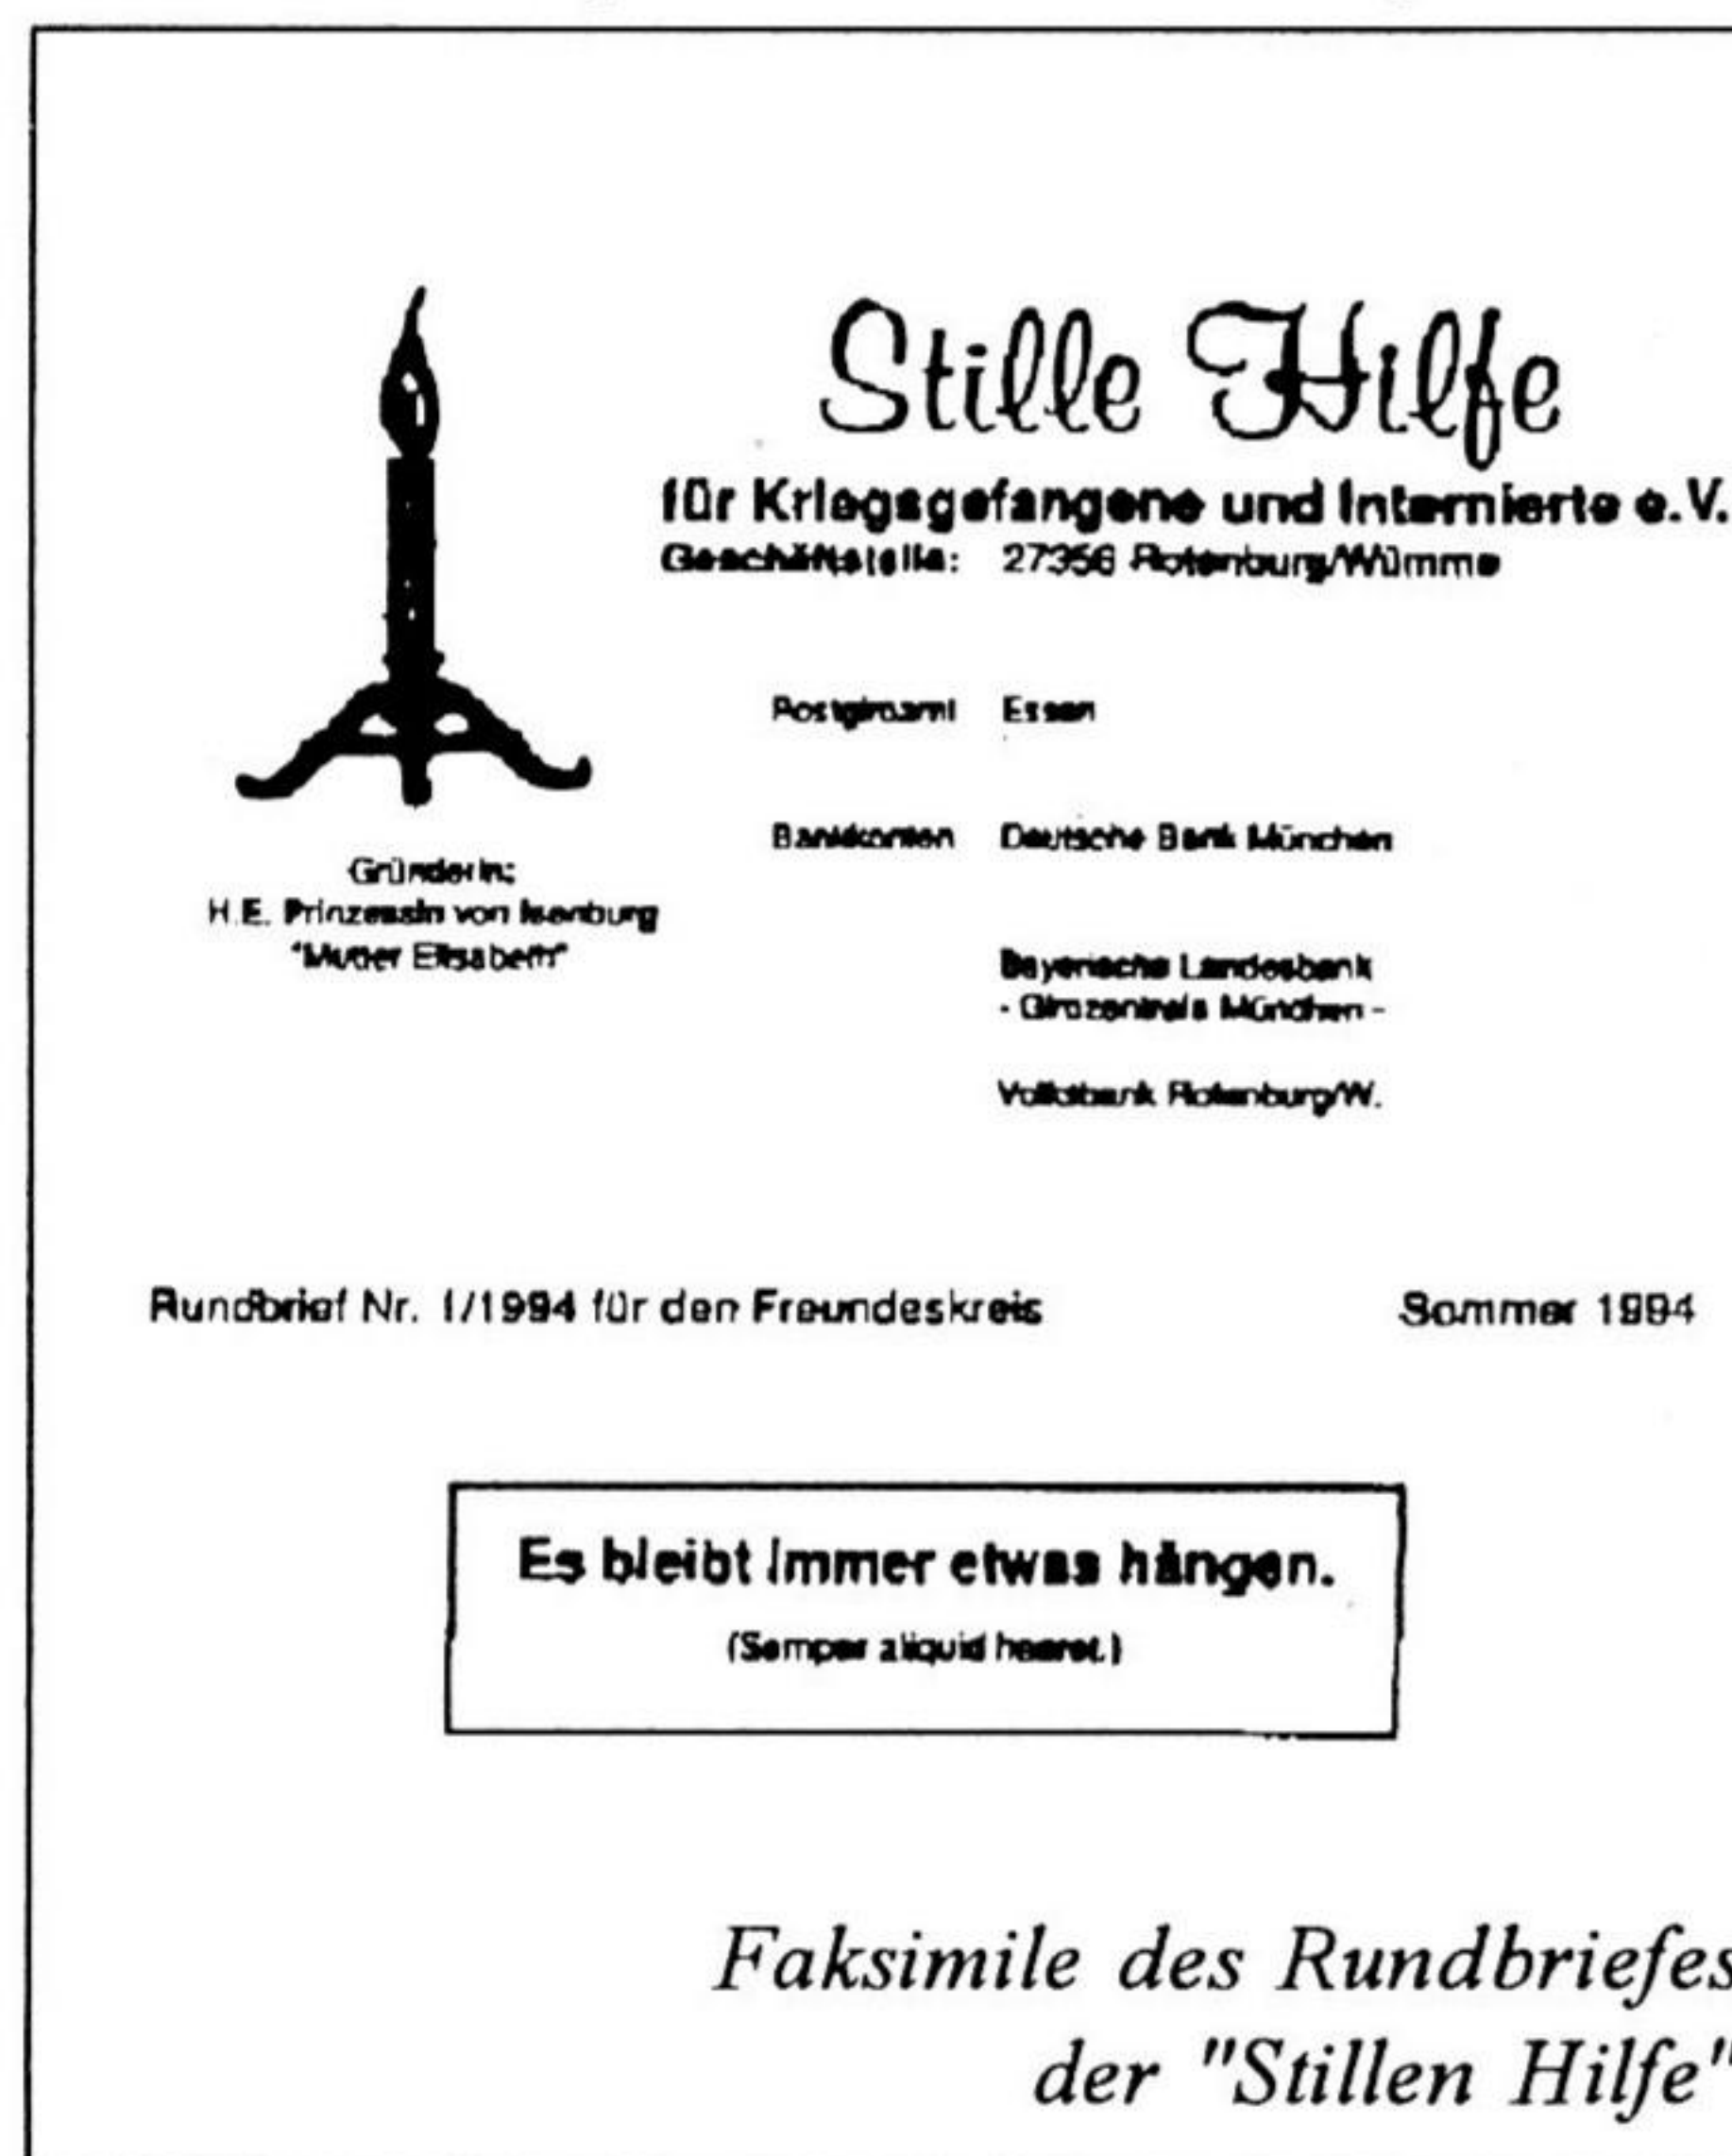 Stille Hilfe
für Kriegsgefangene und Internierte e.V.
Geschäftsstelle: 27356 Rotenburg/Wümme
Postgiroamt Essen
Bankkonten Deutsche Bank München
Gründerin:
H.E. Prinzessin von Isenburg
"Mutter Elisabeth"
Bayerische Landesbank
- Girozentrale München -
Volksbank Rotenburg/W.
Rundbrief Nr. 1/1994 für den Freundeskreis Sommer 1994
Es bleibt immer etwas hängen.
(Semper aliquid haeret.)
Faksimile des Rundbriefes
der "Stillen Hilfe"